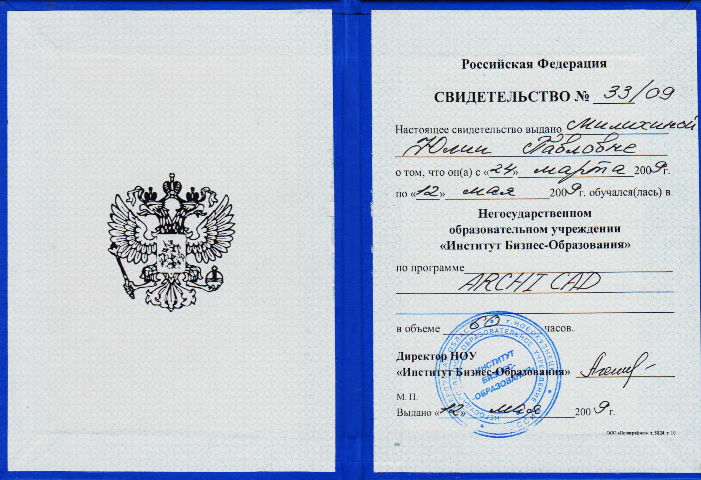 Российская Федерация
СВИДЕТЕЛЬСТВО № 33/09
Настоящее свидетельство выдано Милихиной
Юлии Павловне
о том, что он(а) с «24» марта 2009 г.
по «12» мая 2009 г. обучался(лась) в
Негосударственном
образовательном учреждении
«Институт Бизнес-Образования»
по программе
ARCHI CAD
в объеме 60 часов.
Директор НОУ
«Институт Бизнес-Образования»
М. П.
Выдано «12» мая 2009 г.
ИНСТИТУТ
БИЗНЕС-
ОБРАЗОВАНИЯ